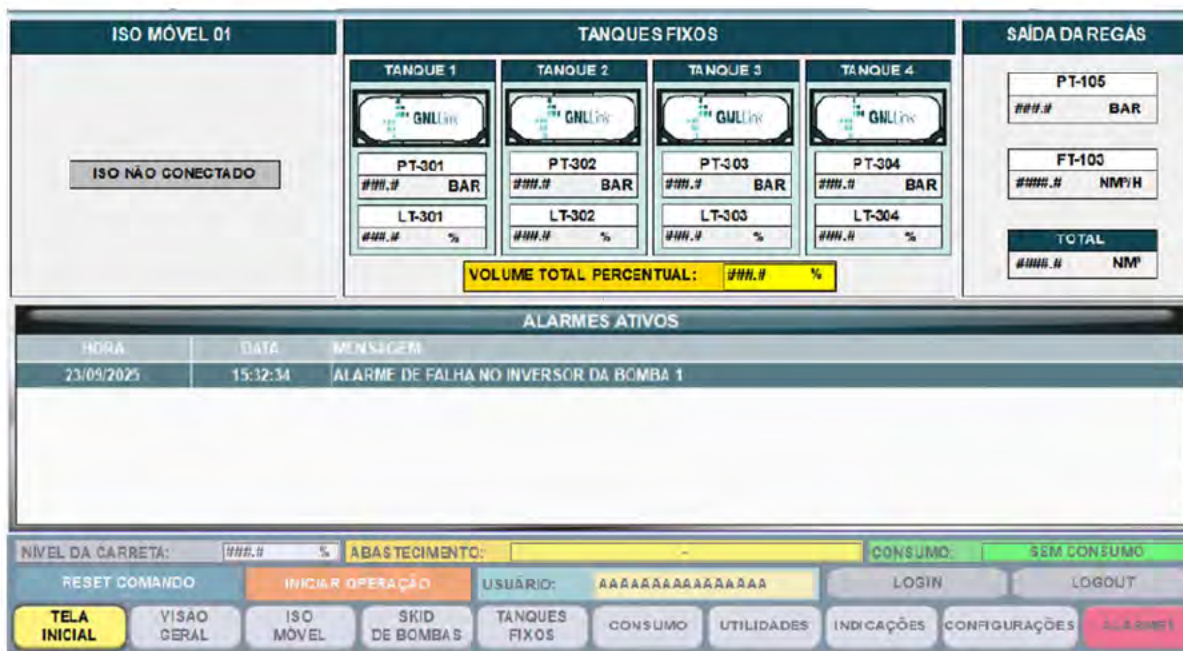 ISO MÓVEL 01
TANQUES FIXOS
SAÍDA DA REGÁS
TANQUE 1
TANQUE 2
TANQUE 3
TANQUE 4
GNLLink
GNLLink
GNLLink
GNLLink
PT-301
###.# BAR
PT-302
###.# BAR
PT-303
###.# BAR
PT-304
###.# BAR
LT-301
###.# %
LT-302
###.# %
LT-303
###.# %
LT-304
###.# %
VOLUME TOTAL PERCENTUAL: ###.# %
ISO NÃO CONECTADO
PT-105
###.# BAR
FT-103
####.# NM³/H
TOTAL
####.# NM³
ALARMES ATIVOS
HORA DATA MENSAGEM
23/09/2025 15:32:34 ALARME DE FALHA NO INVERSOR DA BOMBA 1
NÍVEL DA CARRETA: ###.# % ABASTECIMENTO: - CONSUMO: SEM CONSUMO
RESET COMANDO INICIAR OPERAÇÃO USUÁRIO: AAAAAAAAAAAAAAAA LOGIN LOGOUT
TELA INICIAL
VISÃO GERAL
ISO MÓVEL
SKID DE BOMBAS
TANQUES FIXOS
CONSUMO
UTILIDADES
INDICAÇÕES
CONFIGURAÇÕES
ALARMES